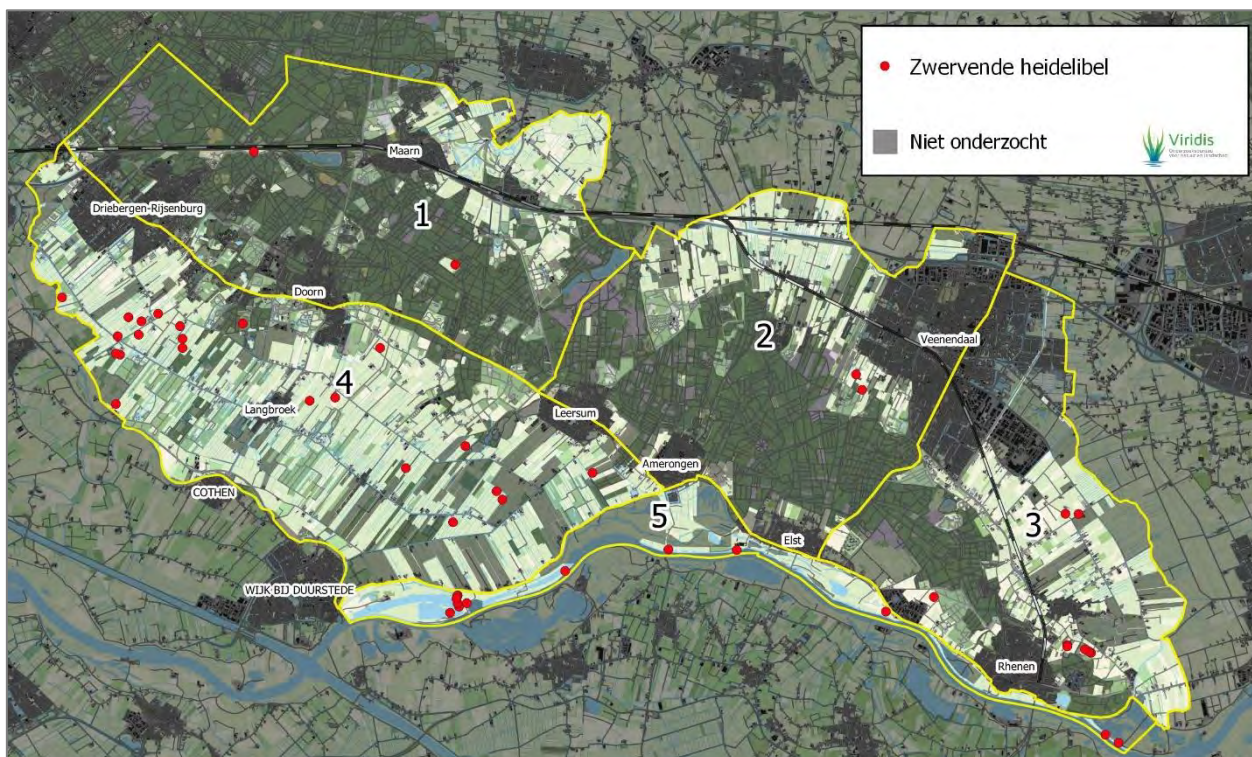 Zwervende heidelibel
Niet onderzocht
Viridis
Maarn
Driebergen-Rijsenburg
1
Doorn
2
Veenendaal
4
Langbroek
Leersum
Amerongen
COTHEN
5
3
Elst
WIJK BIJ DUURSTEDE
Rhenen